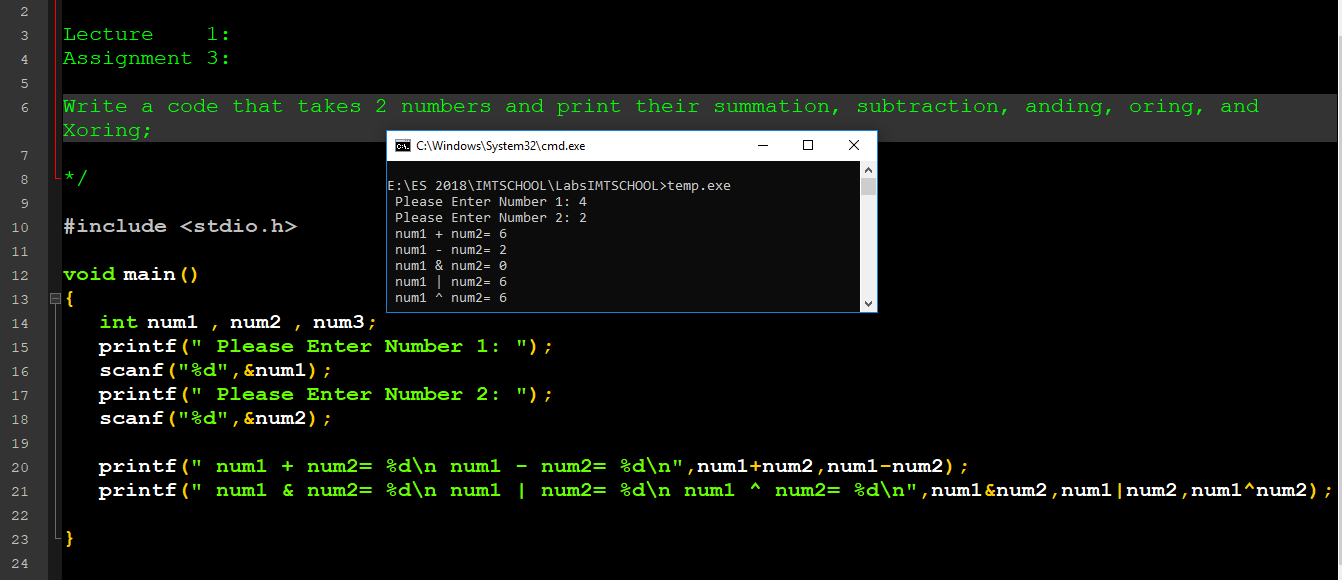 2
3 Lecture    1:
4 Assignment 3:
5
6 Write a code that takes 2 numbers and print their summation, subtraction, anding, oring, and
Xoring;
7
8 */
9
10 #include <stdio.h>
11
12 void main()
13 {
14 int num1 , num2 , num3;
15 printf(" Please Enter Number 1: ");
16 scanf("%d",&num1);
17 printf(" Please Enter Number 2: ");
18 scanf("%d",&num2);
19
20 printf(" num1 + num2= %d\n num1 - num2= %d\n",num1+num2,num1-num2);
21 printf(" num1 & num2= %d\n num1 | num2= %d\n num1 ^ num2= %d\n",num1&num2,num1|num2,num1^num2);
22
23 }
24
C:\Windows\System32\cmd.exe
E:\ES 2018\IMTSCHOOL\LabsIMTSCHOOL>temp.exe
Please Enter Number 1: 4
Please Enter Number 2: 2
num1 + num2= 6
num1 - num2= 2
num1 & num2= 0
num1 | num2= 6
num1 ^ num2= 6